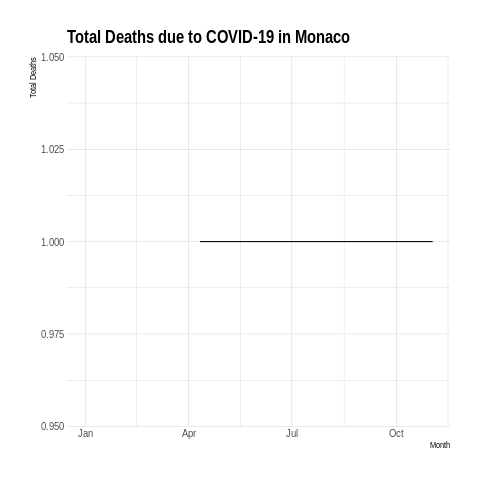 Total Deaths due to COVID-19 in Monaco
Total Deaths
1.050
1.025
1.000
0.975
0.950
Jan Apr Jul Oct
Month